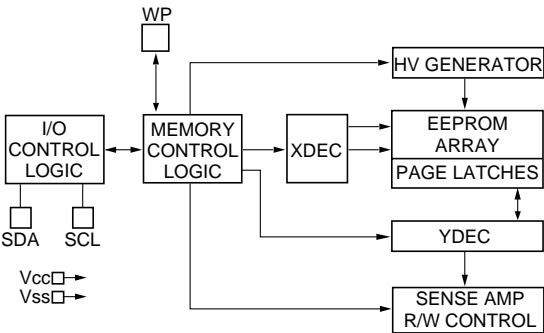 WP
HV GENERATOR
I/O
CONTROL
LOGIC
MEMORY
CONTROL
LOGIC
XDEC
EEPROM
ARRAY
PAGE LATCHES
SDA
SCL
YDEC
Vcc
Vss
SENSE AMP
R/W CONTROL